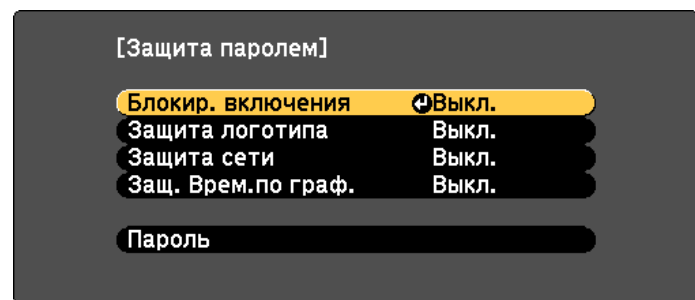 [Защита паролем]
Блокир. включения Выкл.
Защита логотипа Выкл.
Защита сети Выкл.
Защ. Врем.по граф. Выкл.
Пароль